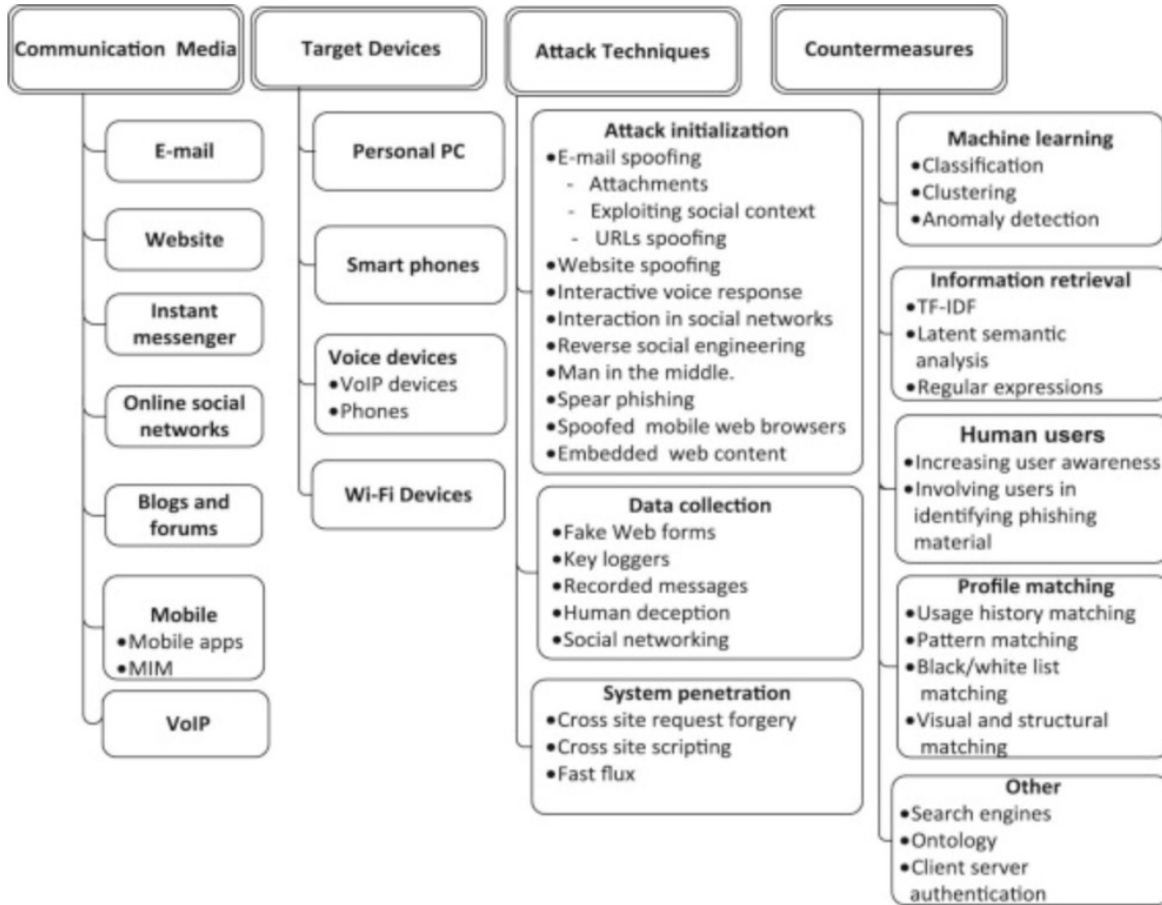 Communication Media
E-mail
Website
Instant
messenger
Online social
networks
Blogs and
forums
Mobile
●Mobile apps
●MIM
VoIP
Target Devices
Personal PC
Smart phones
Voice devices
●VoIP devices
●Phones
Wi-Fi Devices
Attack Techniques
Attack initialization
●E-mail spoofing
- Attachments
- Exploiting social context
- URLs spoofing
●Website spoofing
●Interactive voice response
●Interaction in social networks
●Reverse social engineering
●Man in the middle.
●Spear phishing
●Spoofed mobile web browsers
●Embedded web content
Data collection
●Fake Web forms
●Key loggers
●Recorded messages
●Human deception
●Social networking
System penetration
●Cross site request forgery
●Cross site scripting
●Fast flux
Countermeasures
Machine learning
●Classification
●Clustering
●Anomaly detection
Information retrieval
●TF-IDF
●Latent semantic
analysis
●Regular expressions
Human users
●Increasing user awareness
●Involving users in
identifying phishing
material
Profile matching
●Usage history matching
●Pattern matching
●Black/white list
matching
●Visual and structural
matching
Other
●Search engines
●Ontology
●Client server
authentication